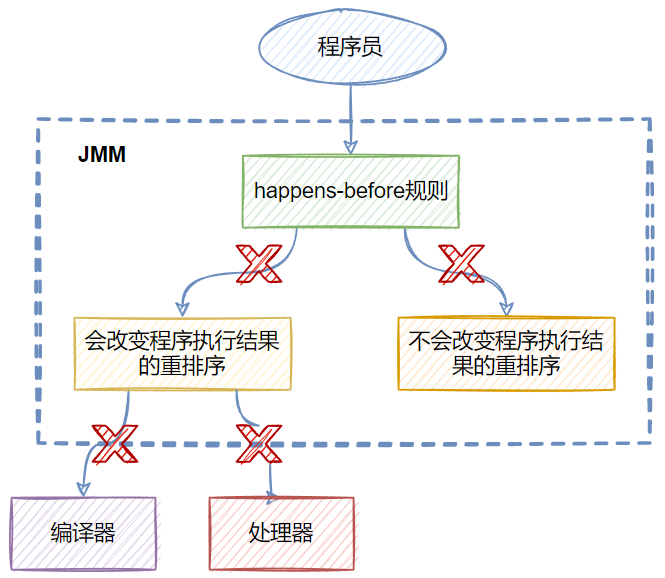 程序员
JMM
happens-before规则
会改变程序执行结果
的重排序
不会改变程序执行结
果的重排序
编译器
处理器